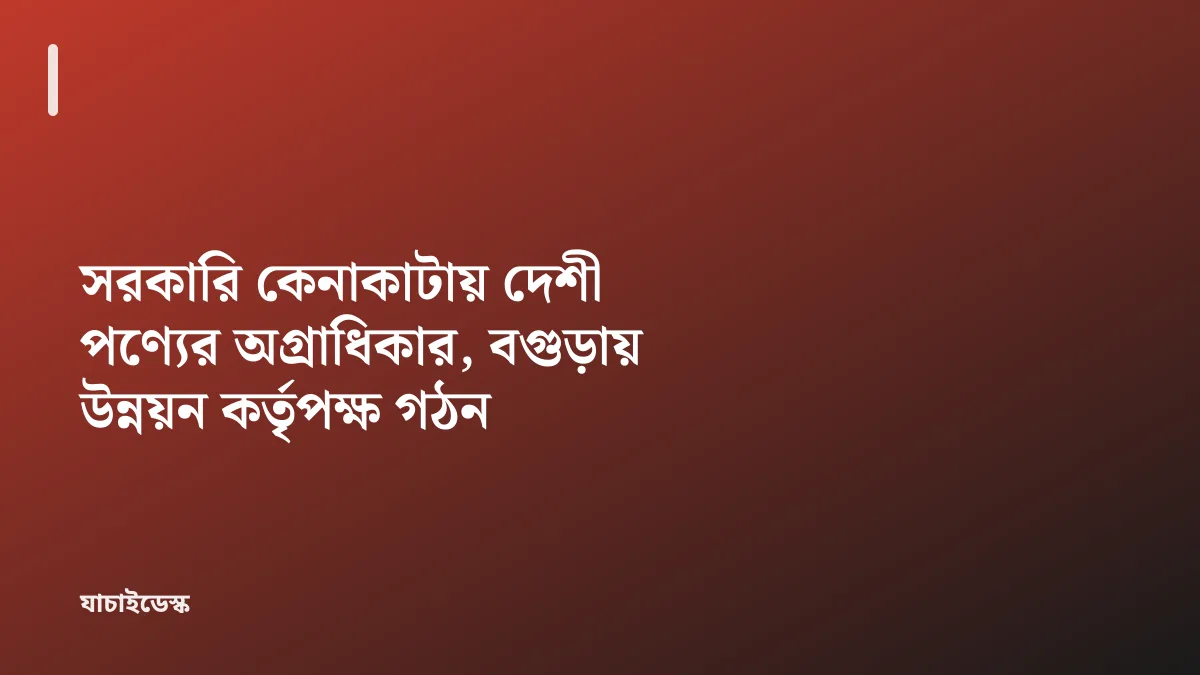 সরকারি কেনাকাটায় দেশী
পণ্যের অগ্রাধিকার, বগুড়ায়
উন্নয়ন কর্তৃপক্ষ গঠন
যাচাইডেস্ক